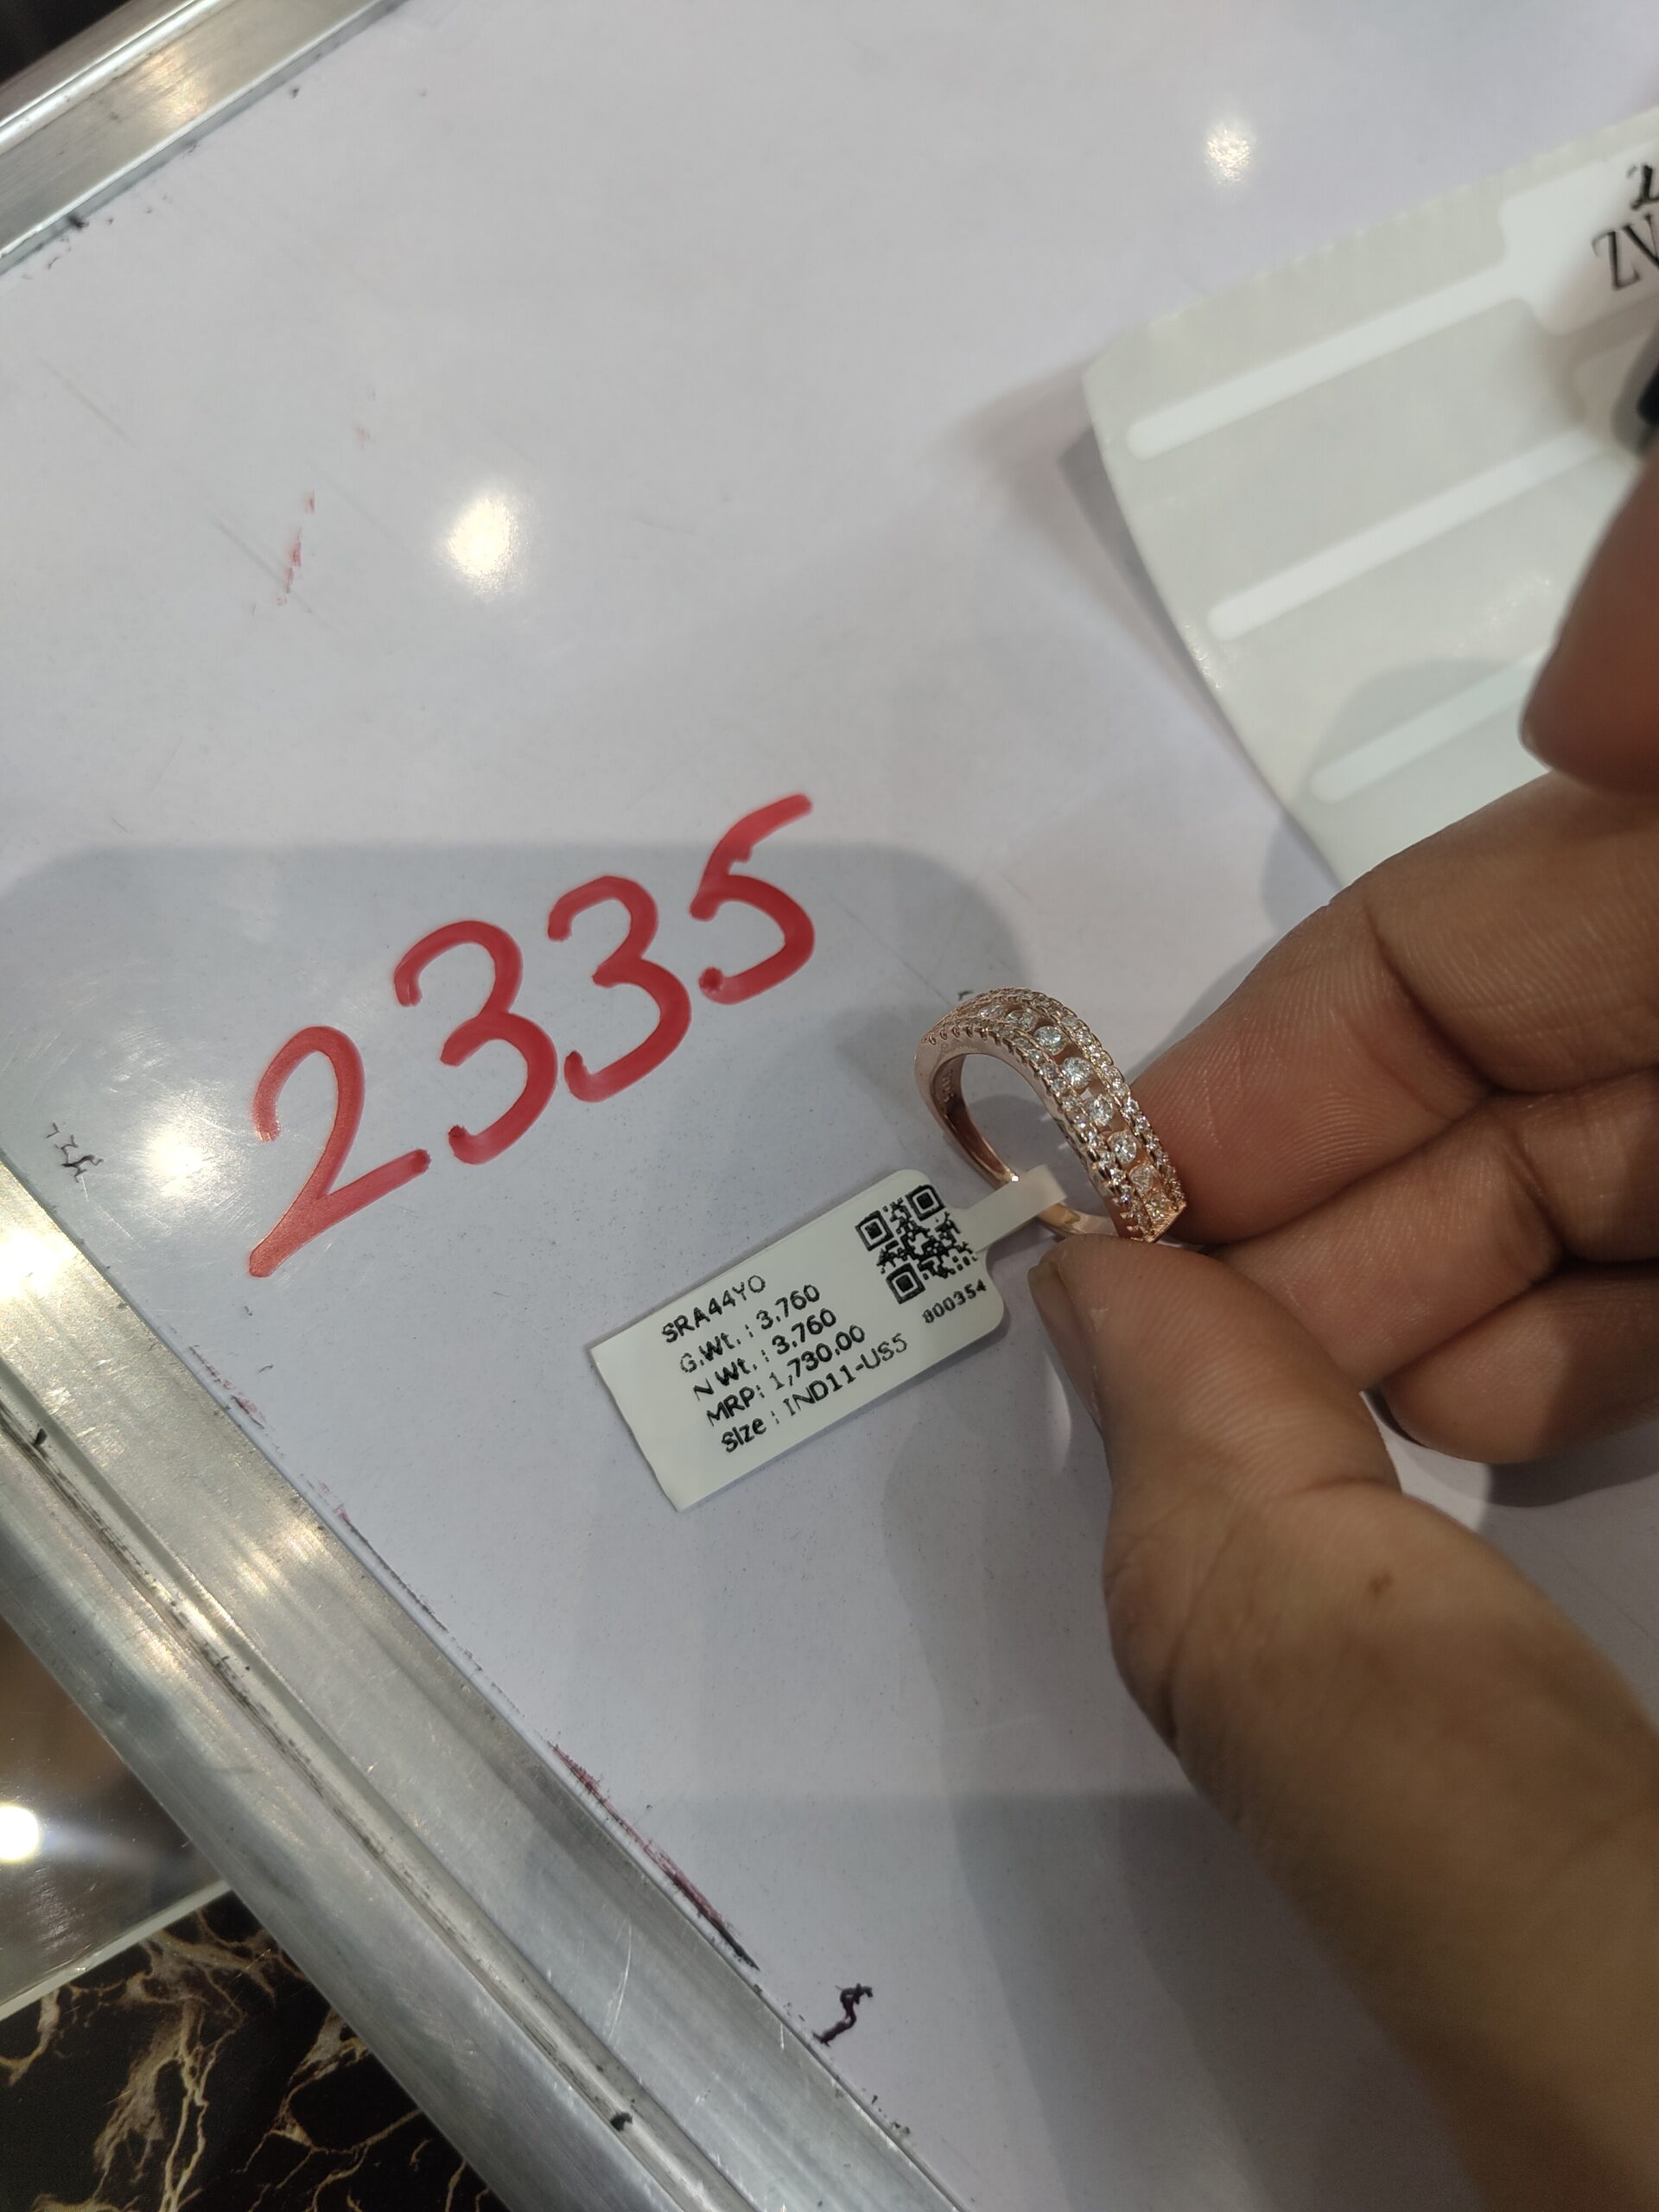 2335
SRA44YO
G.Wt. : 3.760
N Wt. : 3.760
MRP: 1,730.00
Size : IND11-US5
800354